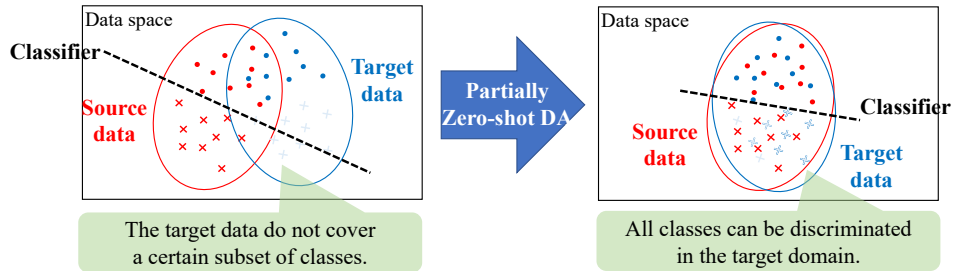 Data space
Classifier
Source
data
Target
data
The target data do not cover
a certain subset of classes.
Partially
Zero-shot DA
Data space
Classifier
Source
data
Target
data
All classes can be discriminated
in the target domain.